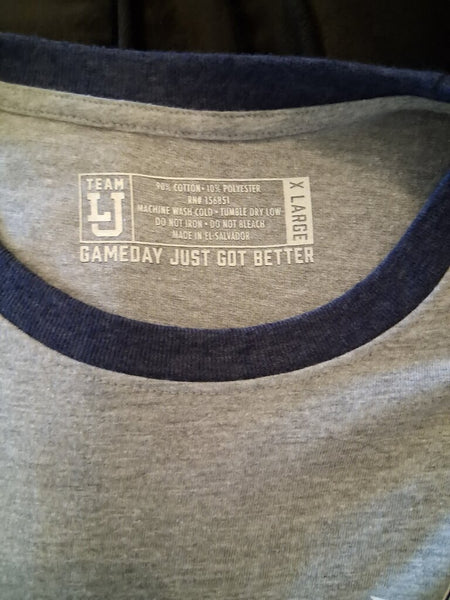 TEAM
LJ
90% COTTON • 10% POLYESTER
RN# 156851
MACHINE WASH COLD • TUMBLE DRY LOW
DO NOT IRON • DO NOT BLEACH
MADE IN EL SALVADOR
X LARGE
GAMEDAY JUST GOT BETTER